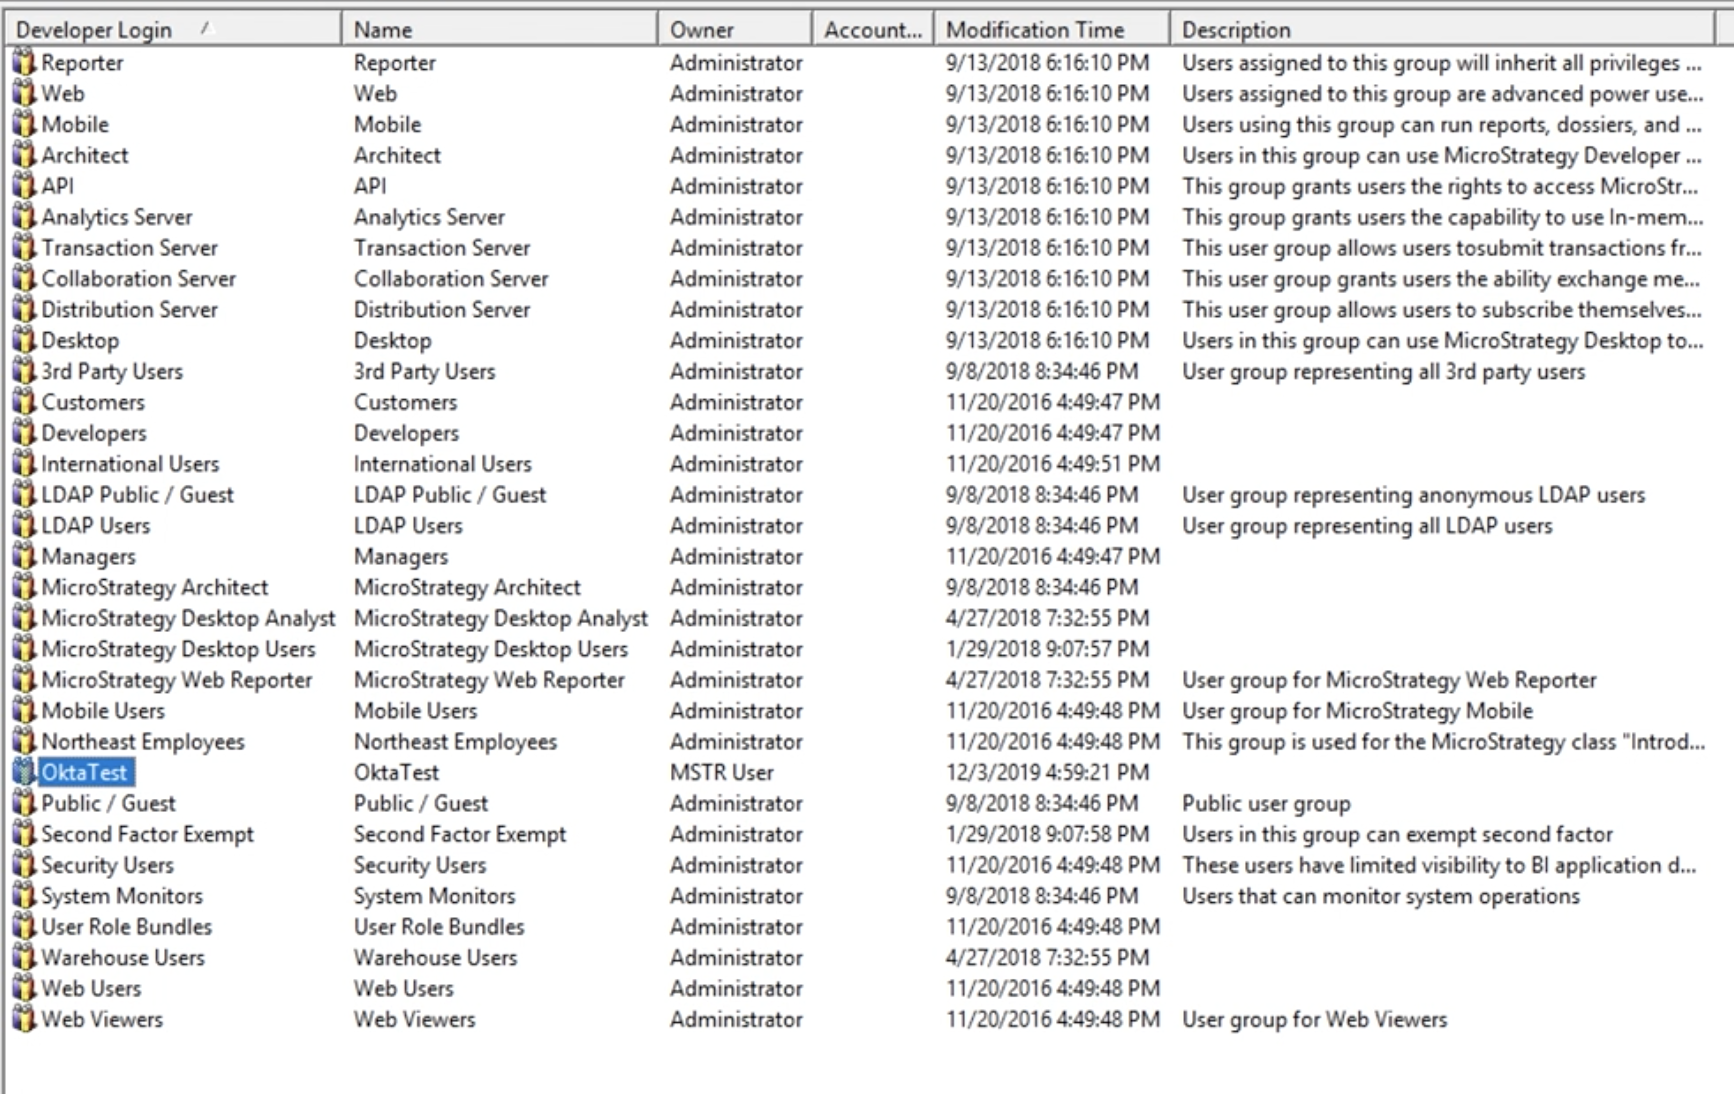 Developer Login Name Owner Account... Modification Time Description
Reporter Reporter Administrator 9/13/2018 6:16:10 PM Users assigned to this group will inherit all privileges ...
Web Web Administrator 9/13/2018 6:16:10 PM Users assigned to this group are advanced power use...
Mobile Mobile Administrator 9/13/2018 6:16:10 PM Users using this group can run reports, dossiers, and ...
Architect Architect Administrator 9/13/2018 6:16:10 PM Users in this group can use MicroStrategy Developer ...
API API Administrator 9/13/2018 6:16:10 PM This group grants users the rights to access MicroStr...
Analytics Server Analytics Server Administrator 9/13/2018 6:16:10 PM This group grants users the capability to use In-mem...
Transaction Server Transaction Server Administrator 9/13/2018 6:16:10 PM This user group allows users tosubmit transactions fr...
Collaboration Server Collaboration Server Administrator 9/13/2018 6:16:10 PM This user group grants users the ability exchange me...
Distribution Server Distribution Server Administrator 9/13/2018 6:16:10 PM This user group allows users to subscribe themselves...
Desktop Desktop Administrator 9/13/2018 6:16:10 PM Users in this group can use MicroStrategy Desktop to...
3rd Party Users 3rd Party Users Administrator 9/8/2018 8:34:46 PM User group representing all 3rd party users
Customers Customers Administrator 11/20/2016 4:49:47 PM
Developers Developers Administrator 11/20/2016 4:49:47 PM
International Users International Users Administrator 11/20/2016 4:49:51 PM
LDAP Public / Guest LDAP Public / Guest Administrator 9/8/2018 8:34:46 PM User group representing anonymous LDAP users
LDAP Users LDAP Users Administrator 9/8/2018 8:34:46 PM User group representing all LDAP users
Managers Managers Administrator 11/20/2016 4:49:47 PM
MicroStrategy Architect MicroStrategy Architect Administrator 9/8/2018 8:34:46 PM
MicroStrategy Desktop Analyst MicroStrategy Desktop Analyst Administrator 4/27/2018 7:32:55 PM
MicroStrategy Desktop Users MicroStrategy Desktop Users Administrator 1/29/2018 9:07:57 PM
MicroStrategy Web Reporter MicroStrategy Web Reporter Administrator 4/27/2018 7:32:55 PM User group for MicroStrategy Web Reporter
Mobile Users Mobile Users Administrator 11/20/2016 4:49:48 PM User group for MicroStrategy Mobile
Northeast Employees Northeast Employees Administrator 11/20/2016 4:49:48 PM This group is used for the MicroStrategy class "Introd...
OktaTest OktaTest MSTR User 12/3/2019 4:59:21 PM
Public / Guest Public / Guest Administrator 9/8/2018 8:34:46 PM Public user group
Second Factor Exempt Second Factor Exempt Administrator 1/29/2018 9:07:58 PM Users in this group can exempt second factor
Security Users Security Users Administrator 11/20/2016 4:49:48 PM These users have limited visibility to BI application d...
System Monitors System Monitors Administrator 9/8/2018 8:34:46 PM Users that can monitor system operations
User Role Bundles User Role Bundles Administrator 11/20/2016 4:49:48 PM
Warehouse Users Warehouse Users Administrator 4/27/2018 7:32:55 PM
Web Users Web Users Administrator 11/20/2016 4:49:48 PM
Web Viewers Web Viewers Administrator 11/20/2016 4:49:48 PM User group for Web Viewers